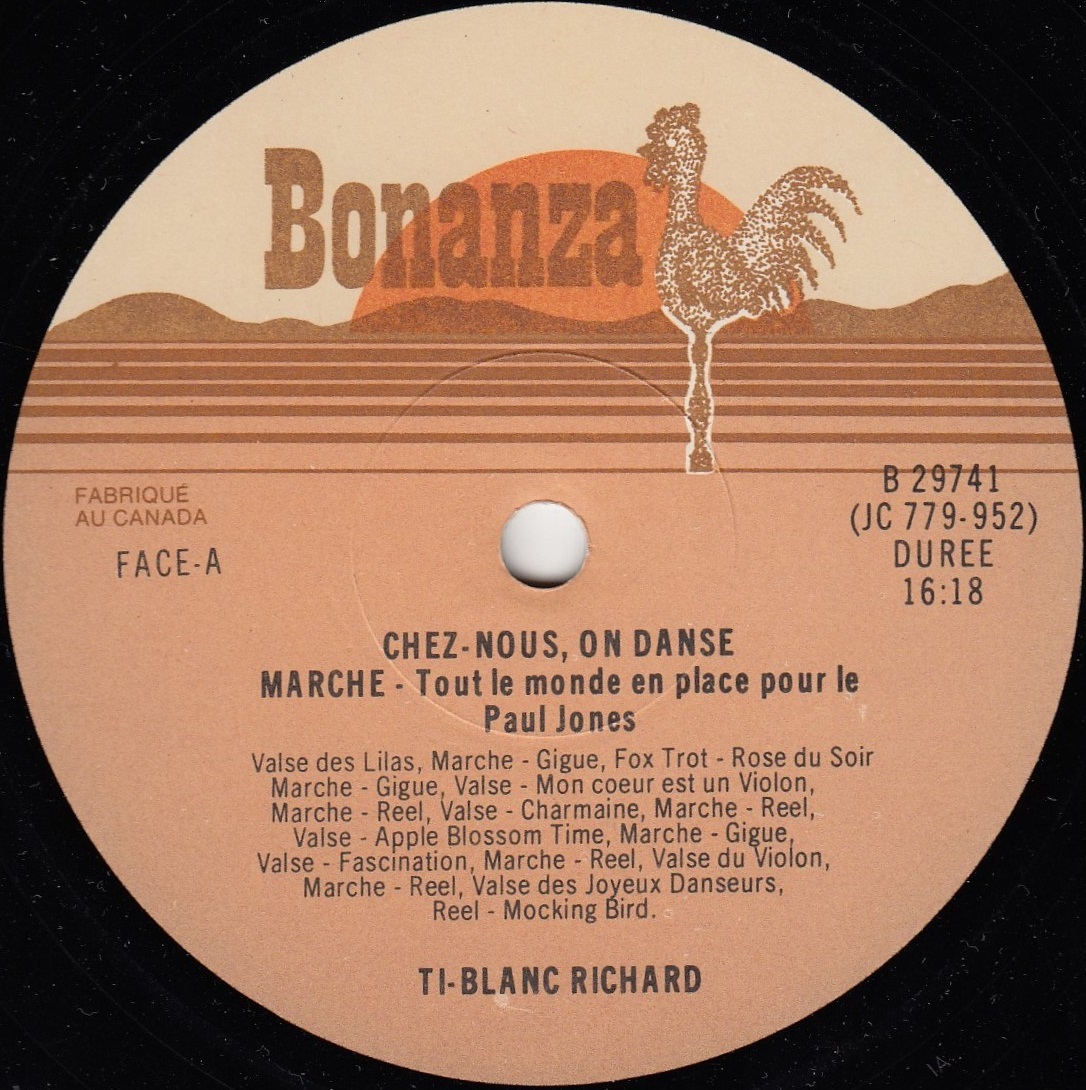 Bonanza
FABRIQUÉ
AU CANADA
FACE-A
B 29741
(JC 779-952)
DUREE
16:18
CHEZ-NOUS, ON DANSE
MARCHE - Tout le monde en place pour le
Paul Jones
Valse des Lilas, Marche - Gigue, Fox Trot - Rose du Soir
Marche - Gigue, Valse - Mon coeur est un Violon,
Marche - Reel, Valse - Charmaine, Marche - Reel,
Valse - Apple Blossom Time, Marche - Gigue,
Valse - Fascination, Marche - Reel, Valse du Violon,
Marche - Reel, Valse des Joyeux Danseurs,
Reel - Mocking Bird.
TI-BLANC RICHARD